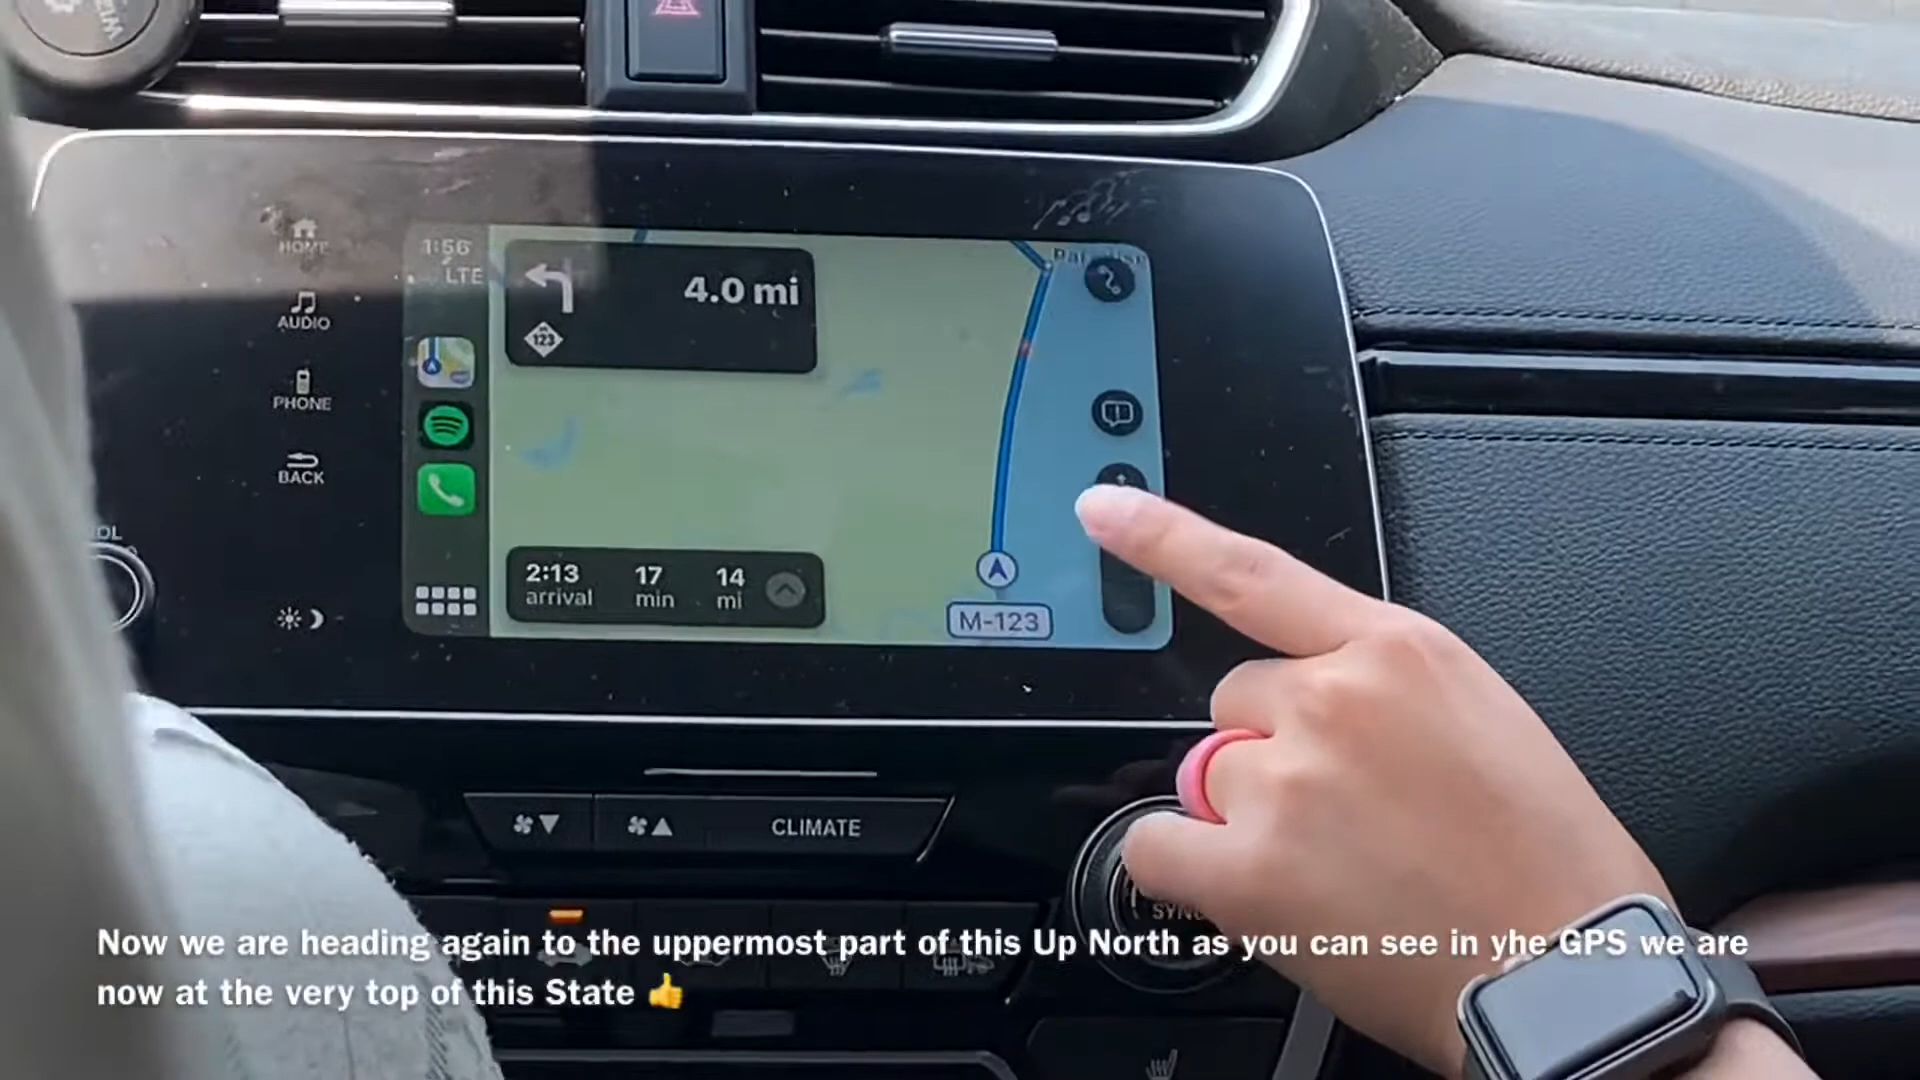 HOME
AUDIO
PHONE
BACK
1:56
LTE
4.0 mi
123
2:13
arrival
17
min
14
mi
M-123
CLIMATE
Now we are heading again to the uppermost part of this Up North as you can see in yhe GPS we are
now at the very top of this State 👍